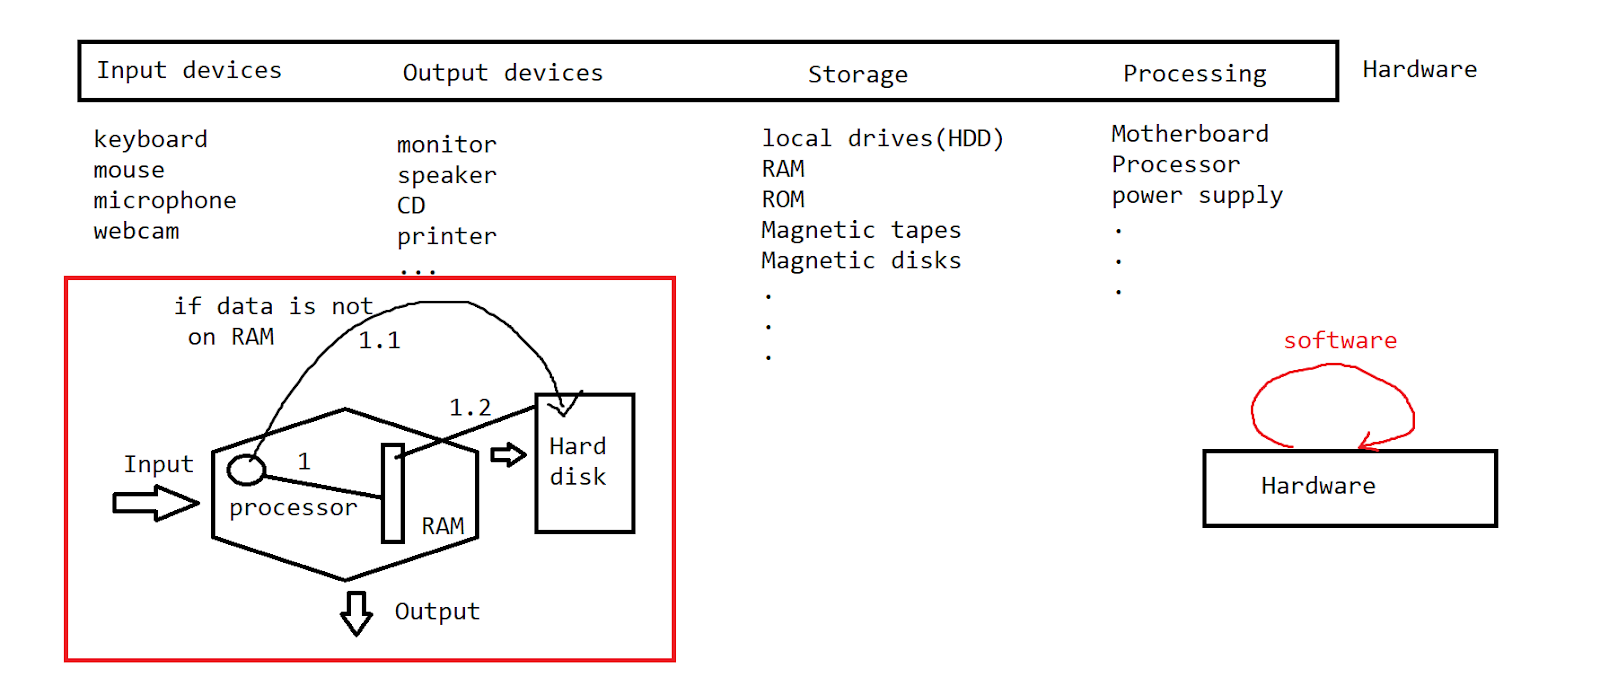 Input devices
Output devices
Storage
Processing
Hardware
keyboard
mouse
microphone
webcam
monitor
speaker
CD
printer
...
local drives(HDD)
RAM
ROM
Magnetic tapes
Magnetic disks
.
.
.
Motherboard
Processor
power supply
.
.
.
if data is not
on RAM
1.1
1.2
Hard
disk
Input
1
processor
RAM
Output
software
Hardware